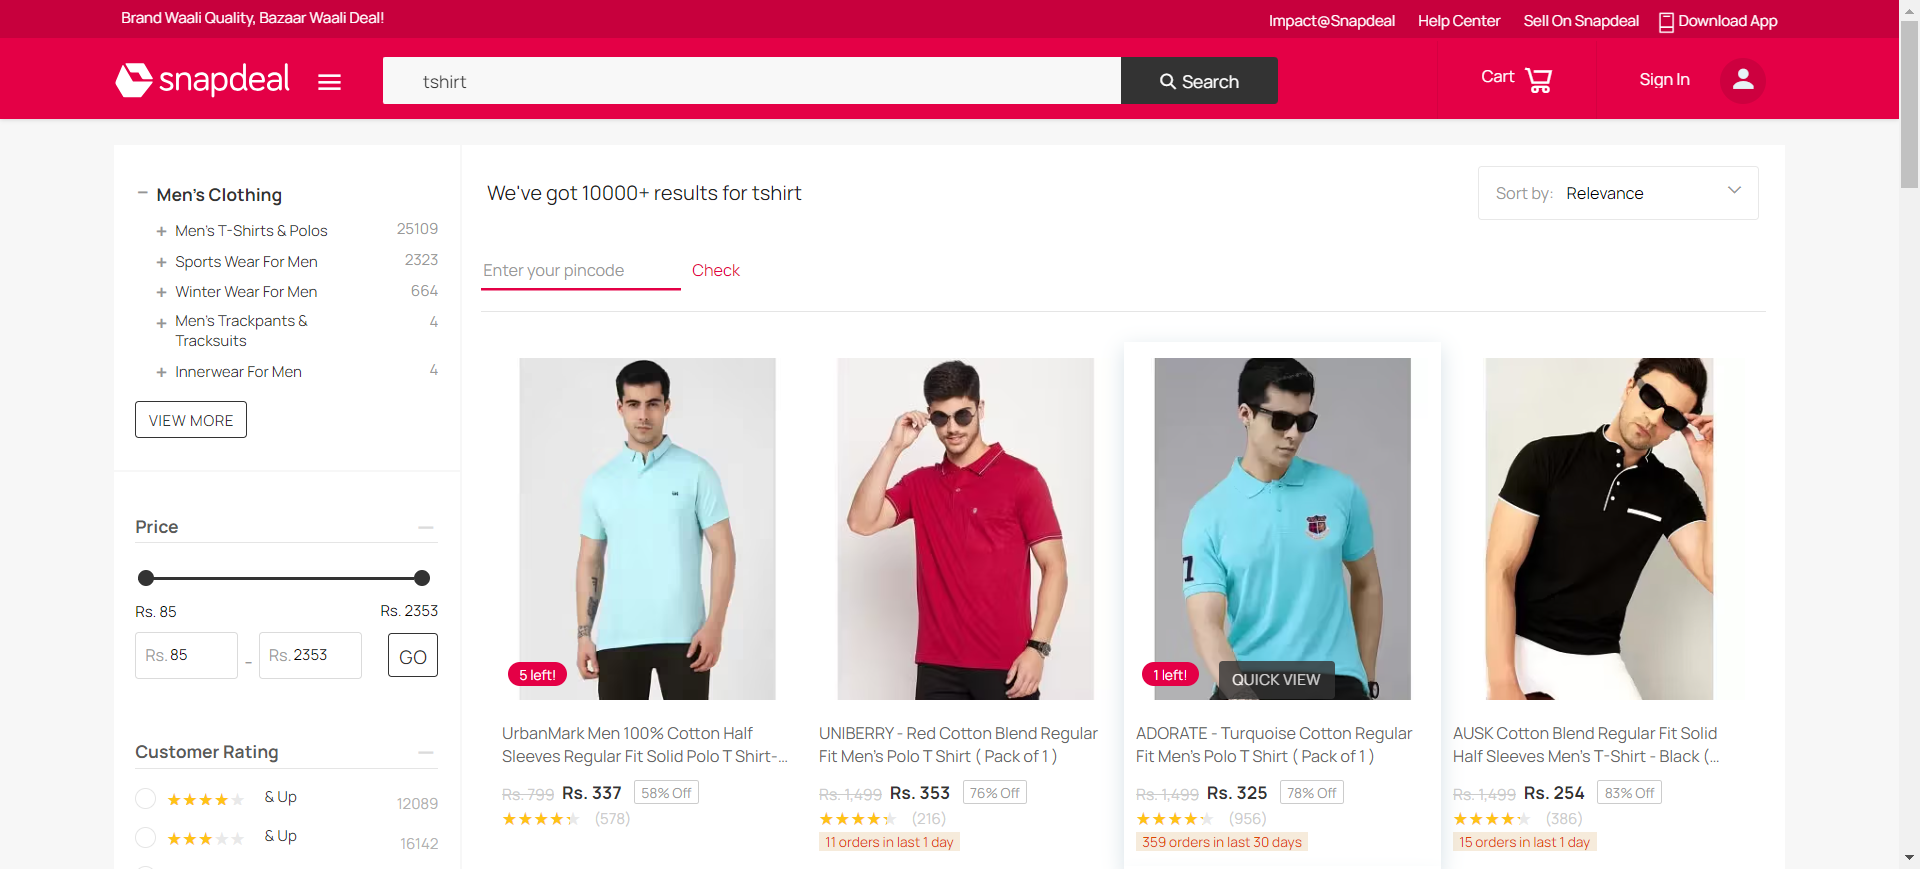 Brand Waali Quality, Bazaar Waali Deal!
Impact@Snapdeal
Help Center
Sell On Snapdeal
Download App
snapdeal
tshirt
Search
Cart
Sign In
Men's Clothing
Men's T-Shirts & Polos
25109
Sports Wear For Men
2323
Winter Wear For Men
664
Men's Trackpants &
Tracksuits
4
Innerwear For Men
4
VIEW MORE
Price
Rs. 85
Rs. 2353
Rs. 85
-
Rs. 2353
GO
Customer Rating
& Up
12089
& Up
16142
We've got 10000+ results for tshirt
Sort by: Relevance
Enter your pincode
Check
5 left!
UrbanMark Men 100% Cotton Half
Sleeves Regular Fit Solid Polo T Shirt-...
Rs. 799 Rs. 337 58% Off
(578)
UNIBERRY - Red Cotton Blend Regular
Fit Men's Polo T Shirt ( Pack of 1 )
Rs. 1,499 Rs. 353 76% Off
(216)
11 orders in last 1 day
1 left!
QUICK VIEW
ADORATE - Turquoise Cotton Regular
Fit Men's Polo T Shirt ( Pack of 1 )
Rs. 1,499 Rs. 325 78% Off
(956)
359 orders in last 30 days
AUSK Cotton Blend Regular Fit Solid
Half Sleeves Men's T-Shirt - Black (...
Rs. 1,499 Rs. 254 83% Off
(386)
15 orders in last 1 day